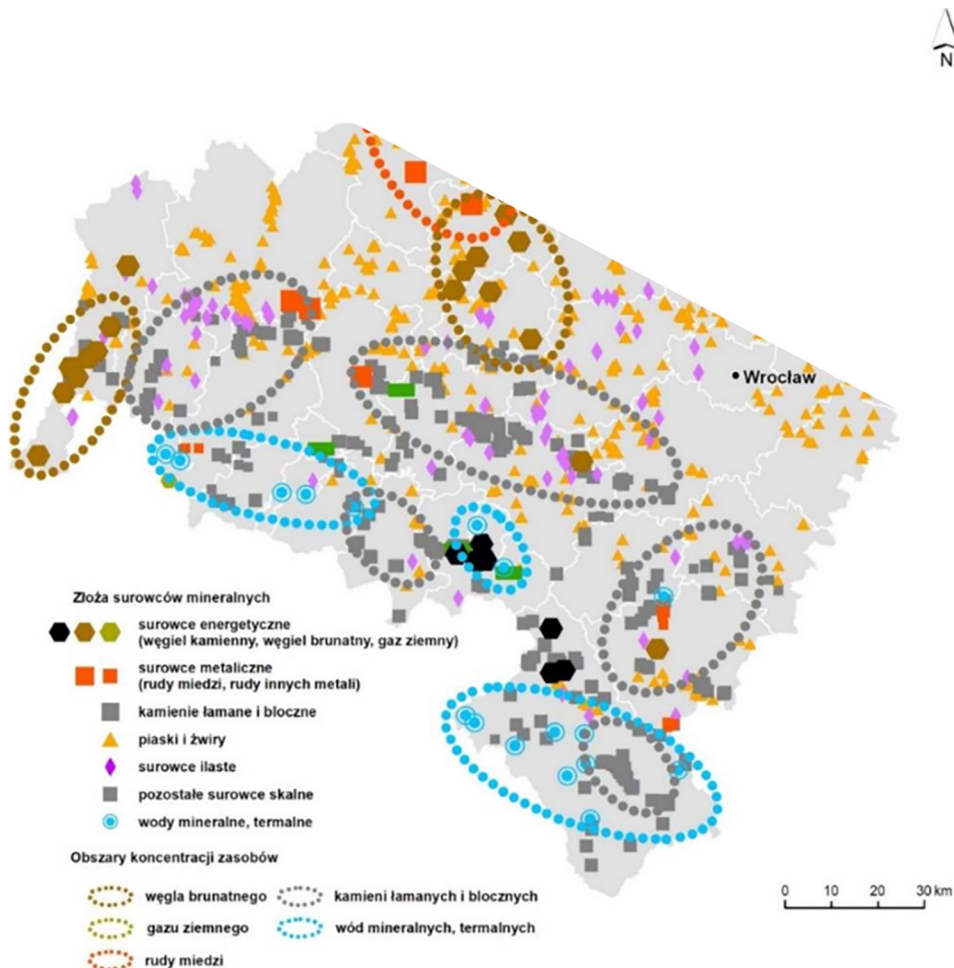 N
Wrocław
Złoża surowców mineralnych
surowce energetyczne
(węgiel kamienny, węgiel brunatny, gaz ziemny)
surowce metaliczne
(rudy miedzi, rudy innych metali)
kamienie łamane i bloczne
piaski i żwiry
surowce ilaste
pozostałe surowce skalne
wody mineralne, termalne
Obszary koncentracji zasobów
węgla brunatnego
kamieni łamanych i blocznych
gazu ziemnego
wód mineralnych, termalnych
rudy miedzi
0 10 20 30 km